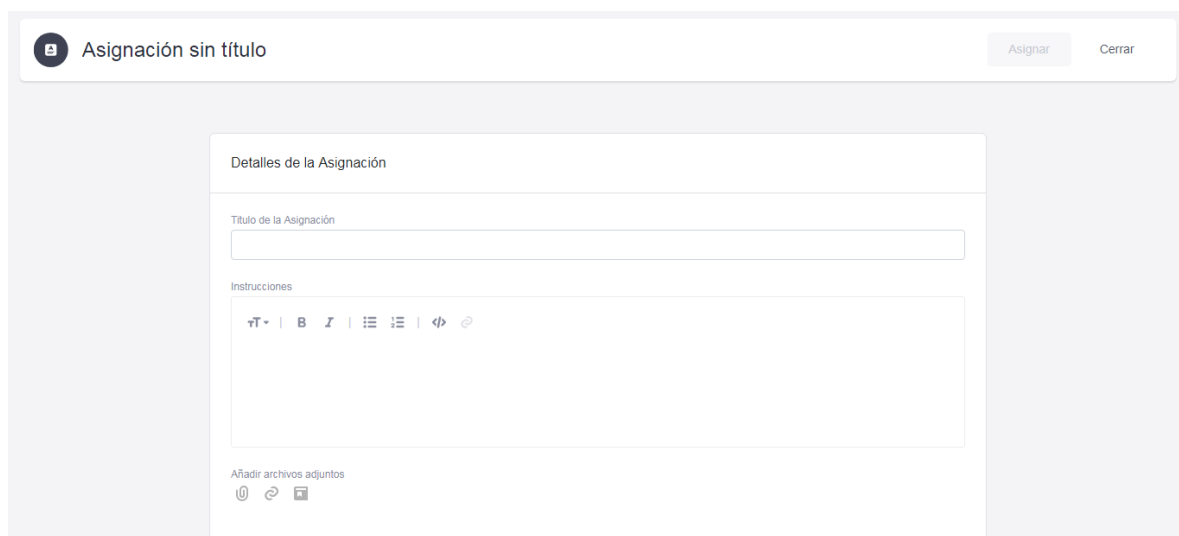 Asignación sin título
Asignar
Cerrar
Detalles de la Asignación
Título de la Asignación
Instrucciones
Añadir archivos adjuntos